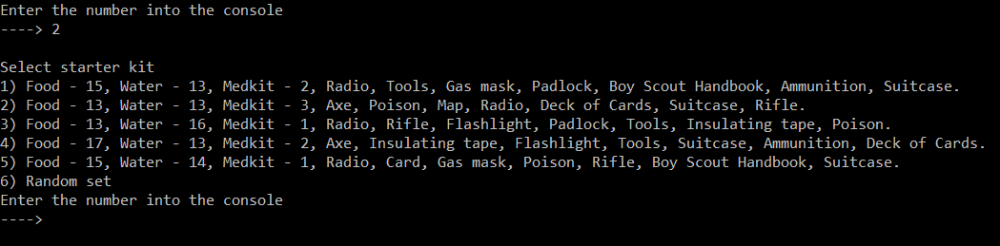 Enter the number into the console
----> 2
Select starter kit
1) Food - 15, Water - 13, Medkit - 2, Radio, Tools, Gas mask, Padlock, Boy Scout Handbook, Ammunition, Suitcase.
2) Food - 13, Water - 13, Medkit - 3, Axe, Poison, Map, Radio, Deck of Cards, Suitcase, Rifle.
3) Food - 13, Water - 16, Medkit - 1, Radio, Rifle, Flashlight, Padlock, Tools, Insulating tape, Poison.
4) Food - 17, Water - 13, Medkit - 2, Axe, Insulating tape, Flashlight, Tools, Suitcase, Ammunition, Deck of Cards.
5) Food - 15, Water - 14, Medkit - 1, Radio, Card, Gas mask, Poison, Rifle, Boy Scout Handbook, Suitcase.
6) Random set
Enter the number into the console
---->